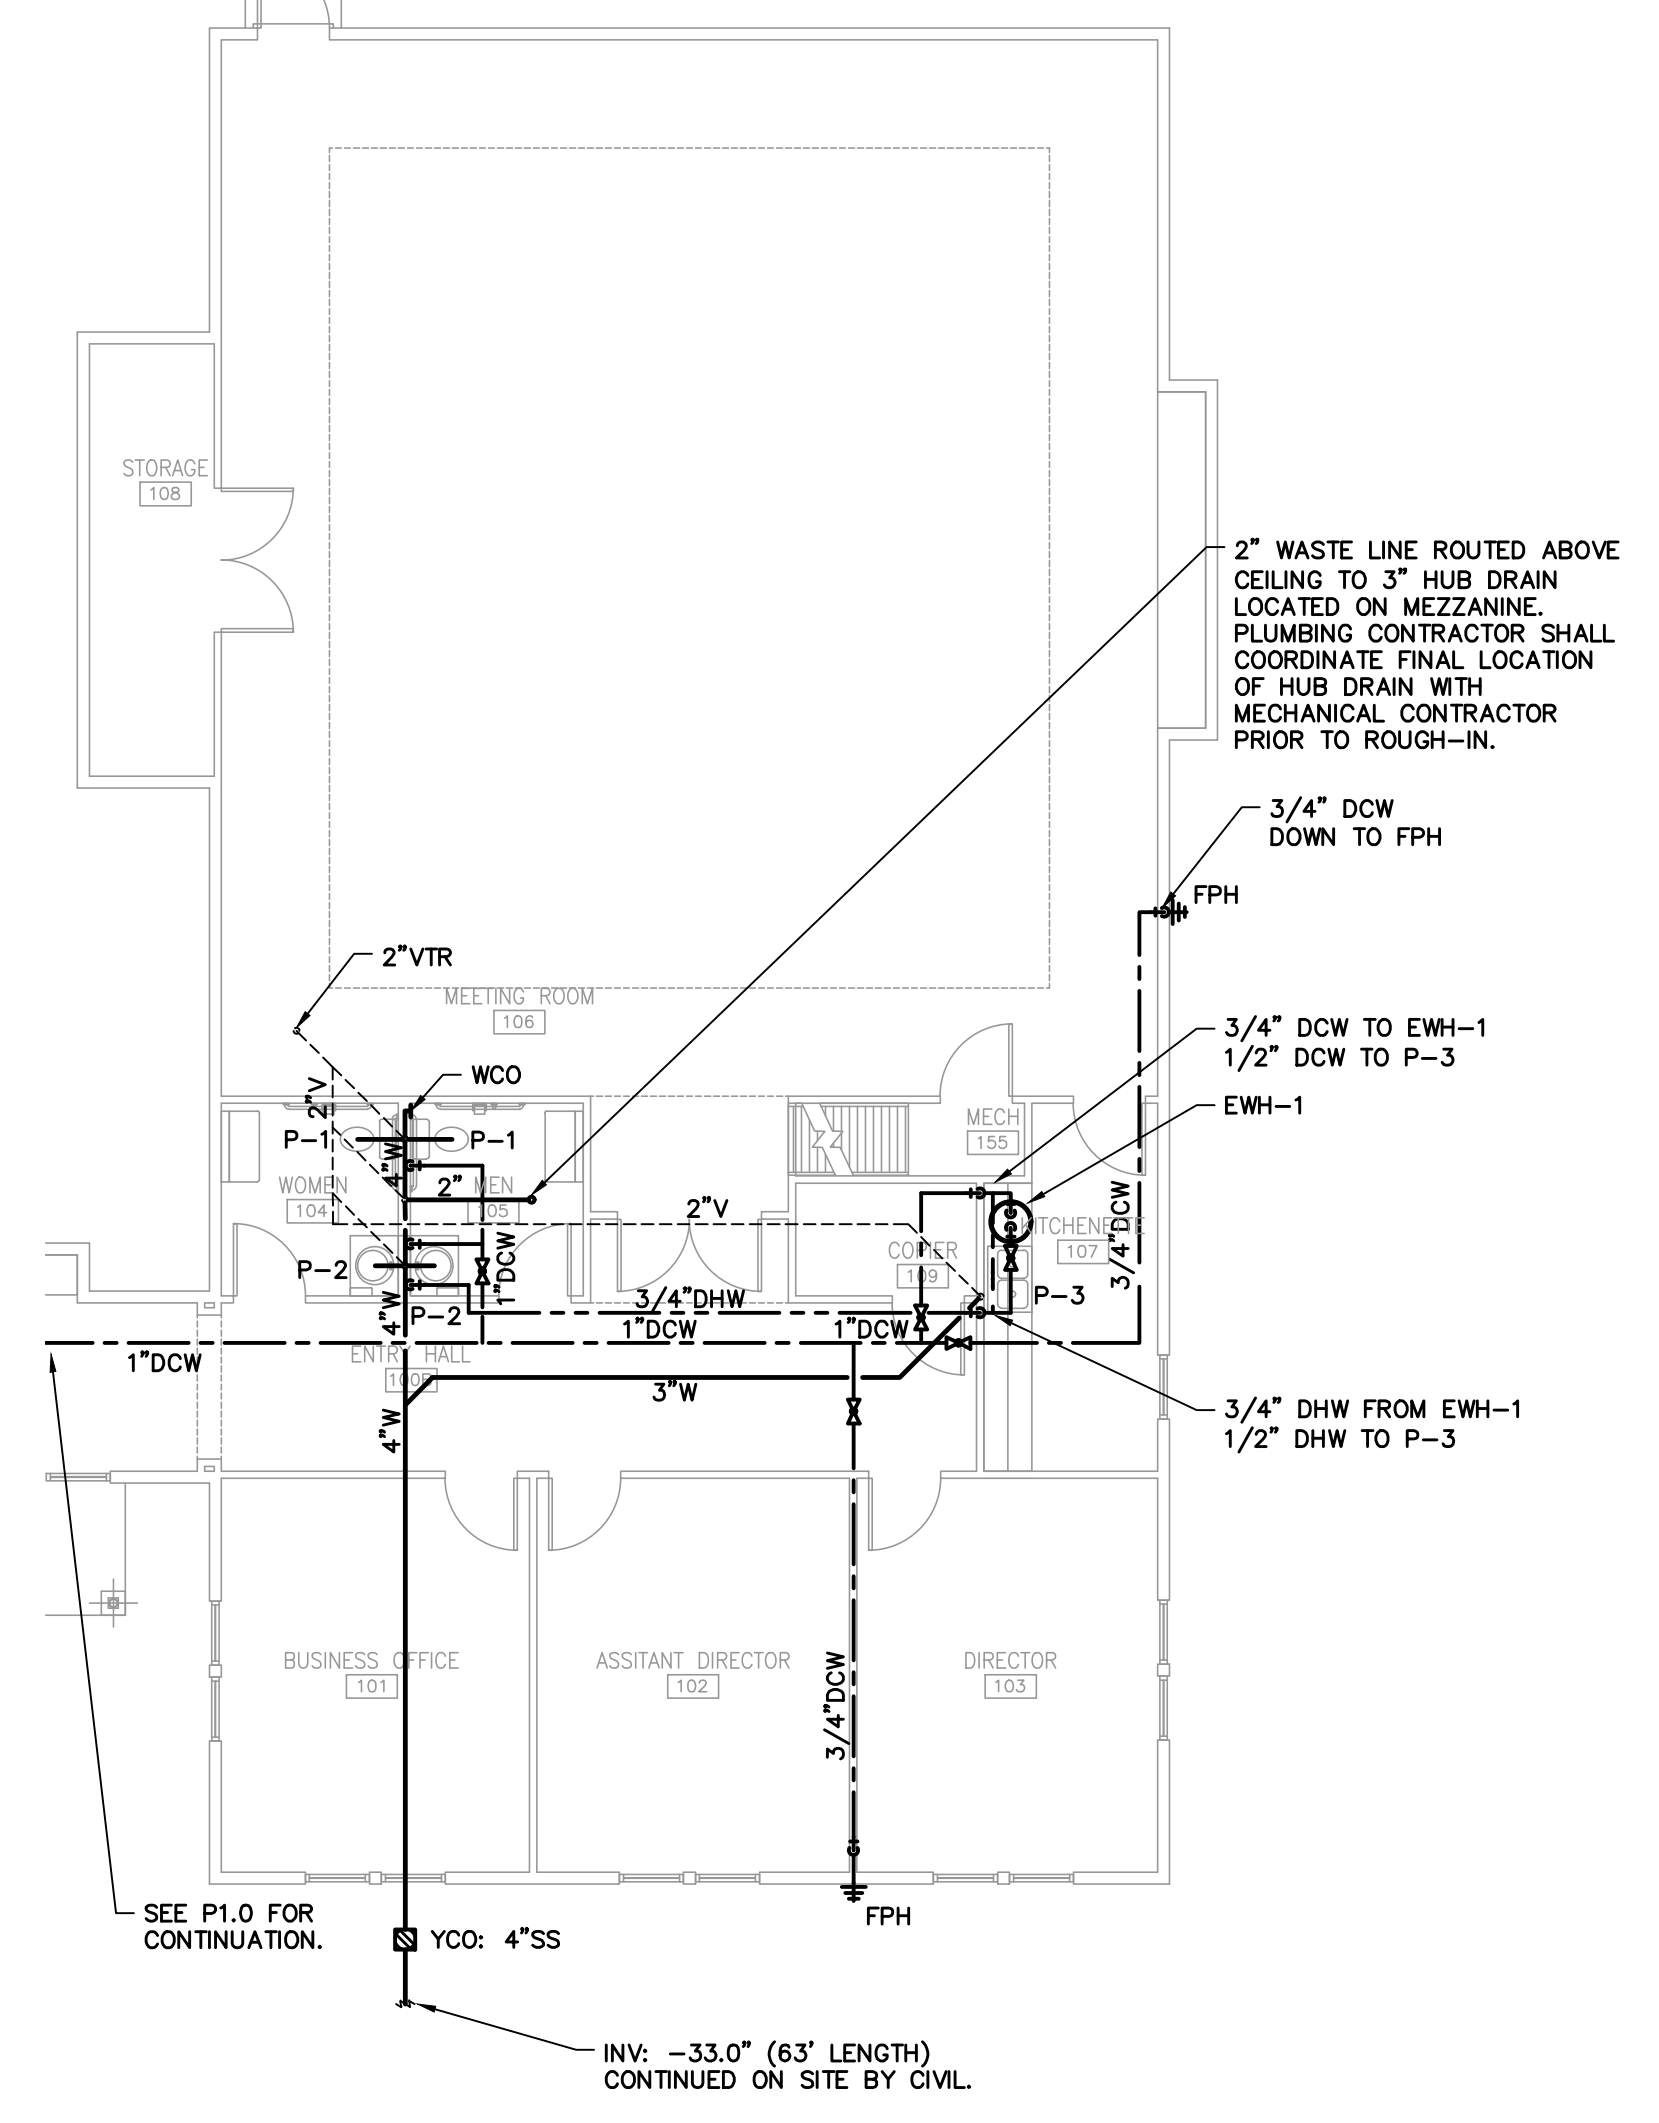 STORAGE
108
2" WASTE LINE ROUTED ABOVE
CEILING TO 3" HUB DRAIN
LOCATED ON MEZZANINE.
PLUMBING CONTRACTOR SHALL
COORDINATE FINAL LOCATION
OF HUB DRAIN WITH
MECHANICAL CONTRACTOR
PRIOR TO ROUGH-IN.
3/4" DCW
DOWN TO FPH
FPH
2"VTR
MEETING ROOM
106
3/4" DCW TO EWH-1
1/2" DCW TO P-3
WCO
EWH-1
2"V
MECH
155
P-1
P-1
4"W
WOMEN
104
2"
MEN
105
2"V
3/4"DCW
KITCHENETTE
107
COPIER
109
P-2
1"DCW
P-3
4"W
P-2
3/4"DHW
1"DCW
1"DCW
1"DCW
ENTRY HALL
100B
3"W
4"W
3/4" DHW FROM EWH-1
1/2" DHW TO P-3
BUSINESS OFFICE
101
ASSITANT DIRECTOR
102
DIRECTOR
103
3/4"DCW
SEE P1.0 FOR
CONTINUATION.
YCO: 4"SS
FPH
INV: -33.0" (63' LENGTH)
CONTINUED ON SITE BY CIVIL.